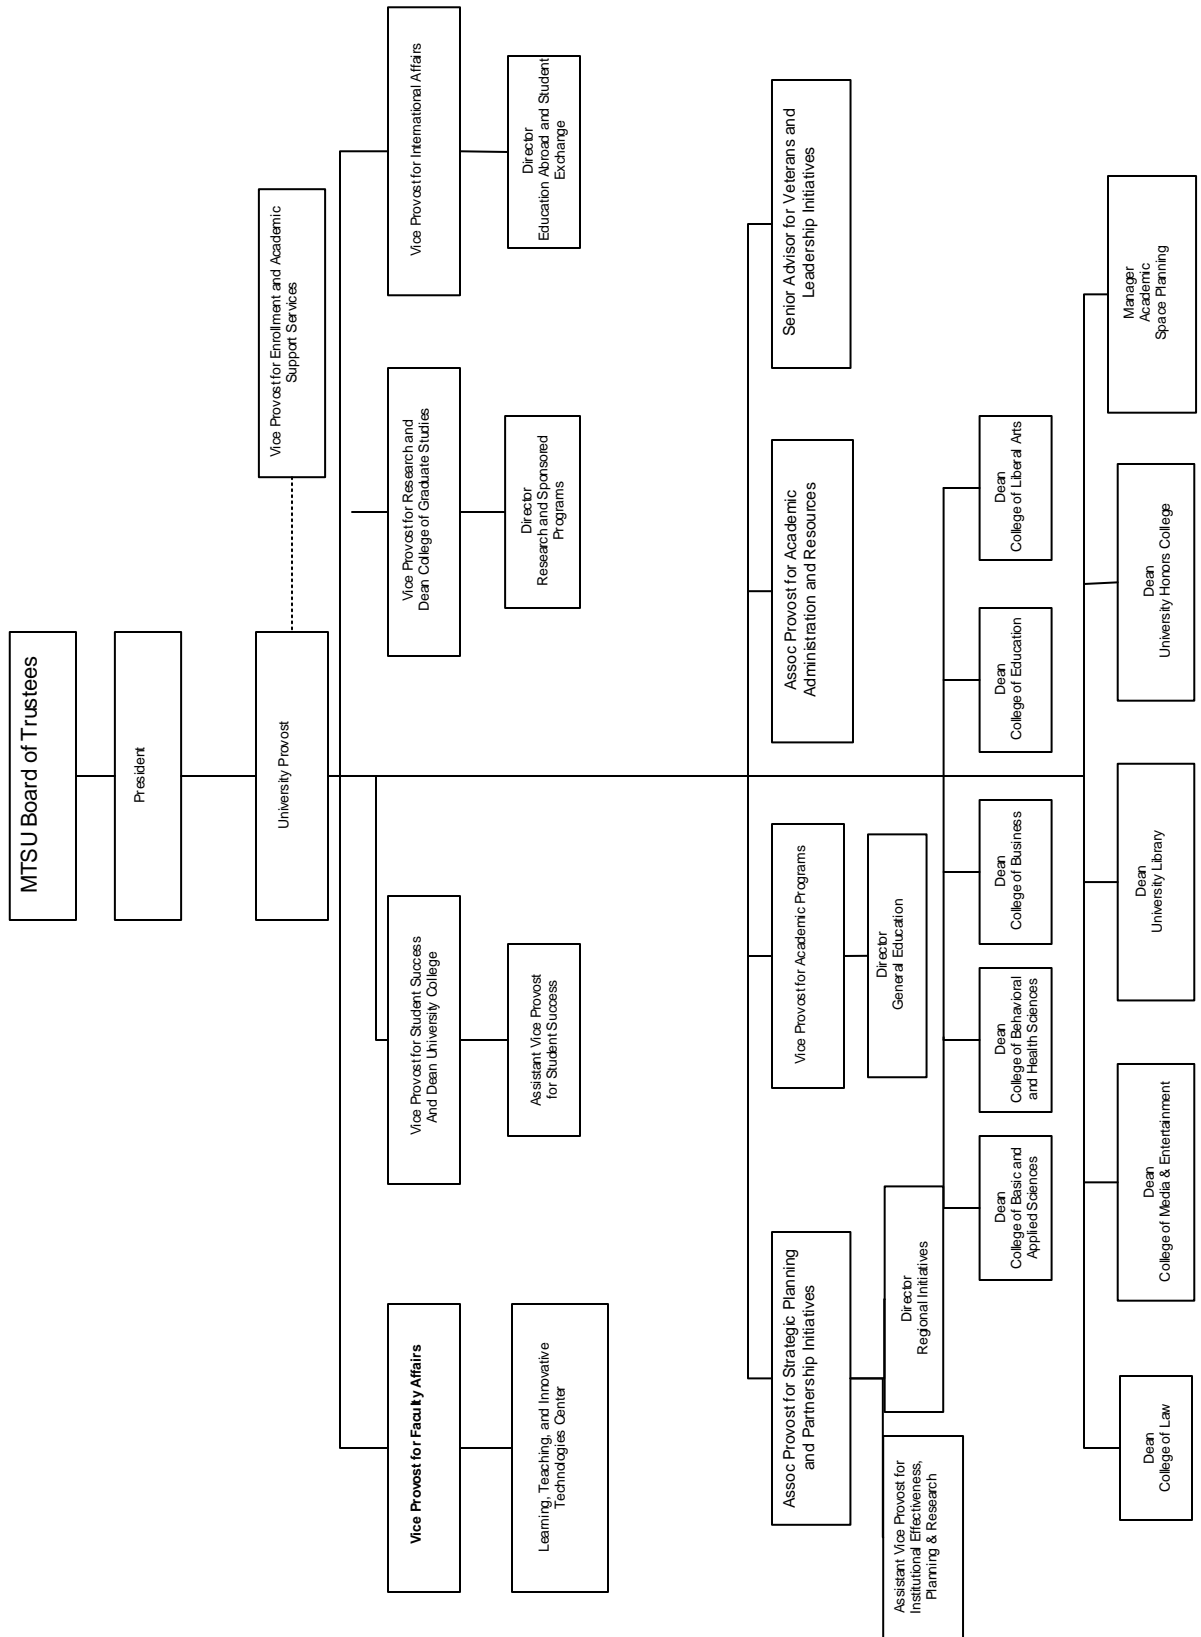 MTSU Board of Trustees
President
University Provost
Vice Provost for Enrollment and Academic
Support Services
Vice Provost for Faculty Affairs
Vice Provost for Student Success
And Dean University College
Vice Provost for Research and
Dean College of Graduate Studies
Vice Provost for International Affairs
Learning, Teaching, and Innovative
Technologies Center
Assistant Vice Provost
for Student Success
Director
Research and Sponsored
Programs
Director
Education Abroad and Student
Exchange
Assoc Provost for Strategic Planning
and Partnership Initiatives
Vice Provost for Academic Programs
Assoc Provost for Academic
Administration and Resources
Senior Advisor for Veterans and
Leadership Initiatives
Assistant Vice Provost for
Institutional Effectiveness,
Planning & Research
Director
Regional Initiatives
Director
General Education
Dean
College of Basic and
Applied Sciences
Dean
College of Behavioral
and Health Sciences
Dean
College of Business
Dean
College of Education
Dean
College of Liberal Arts
Dean
College of Law
Dean
College of Media & Entertainment
Dean
University Library
Dean
University Honors College
Manager
Academic
Space Planning